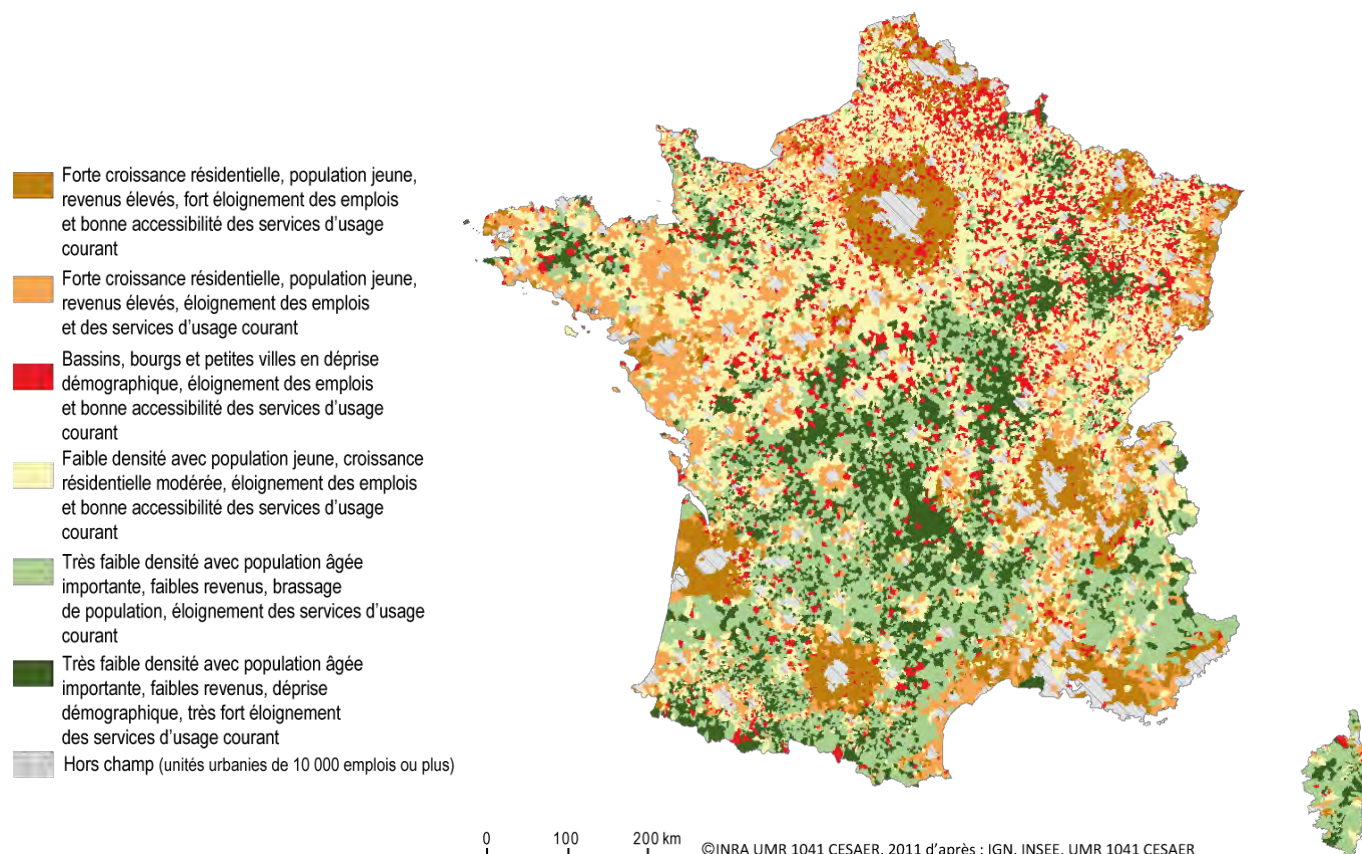 Forte croissance résidentielle, population jeune,
revenus élevés, fort éloignement des emplois
et bonne accessibilité des services d'usage
courant
Forte croissance résidentielle, population jeune,
revenus élevés, éloignement des emplois
et des services d'usage courant
Bassins, bourgs et petites villes en déprise
démographique, éloignement des emplois
et bonne accessibilité des services d'usage
courant
Faible densité avec population jeune, croissance
résidentielle modérée, éloignement des emplois
et bonne accessibilité des services d'usage
courant
Très faible densité avec population âgée
importante, faibles revenus, brassage
de population, éloignement des services d'usage
courant
Très faible densité avec population âgée
importante, faibles revenus, déprise
démographique, très fort éloignement
des services d'usage courant
Hors champ (unités urbanies de 10 000 emplois ou plus)
0 100 200 km
©INRA UMR 1041 CESAER, 2011 d'après : IGN, INSEE, UMR 1041 CESAER